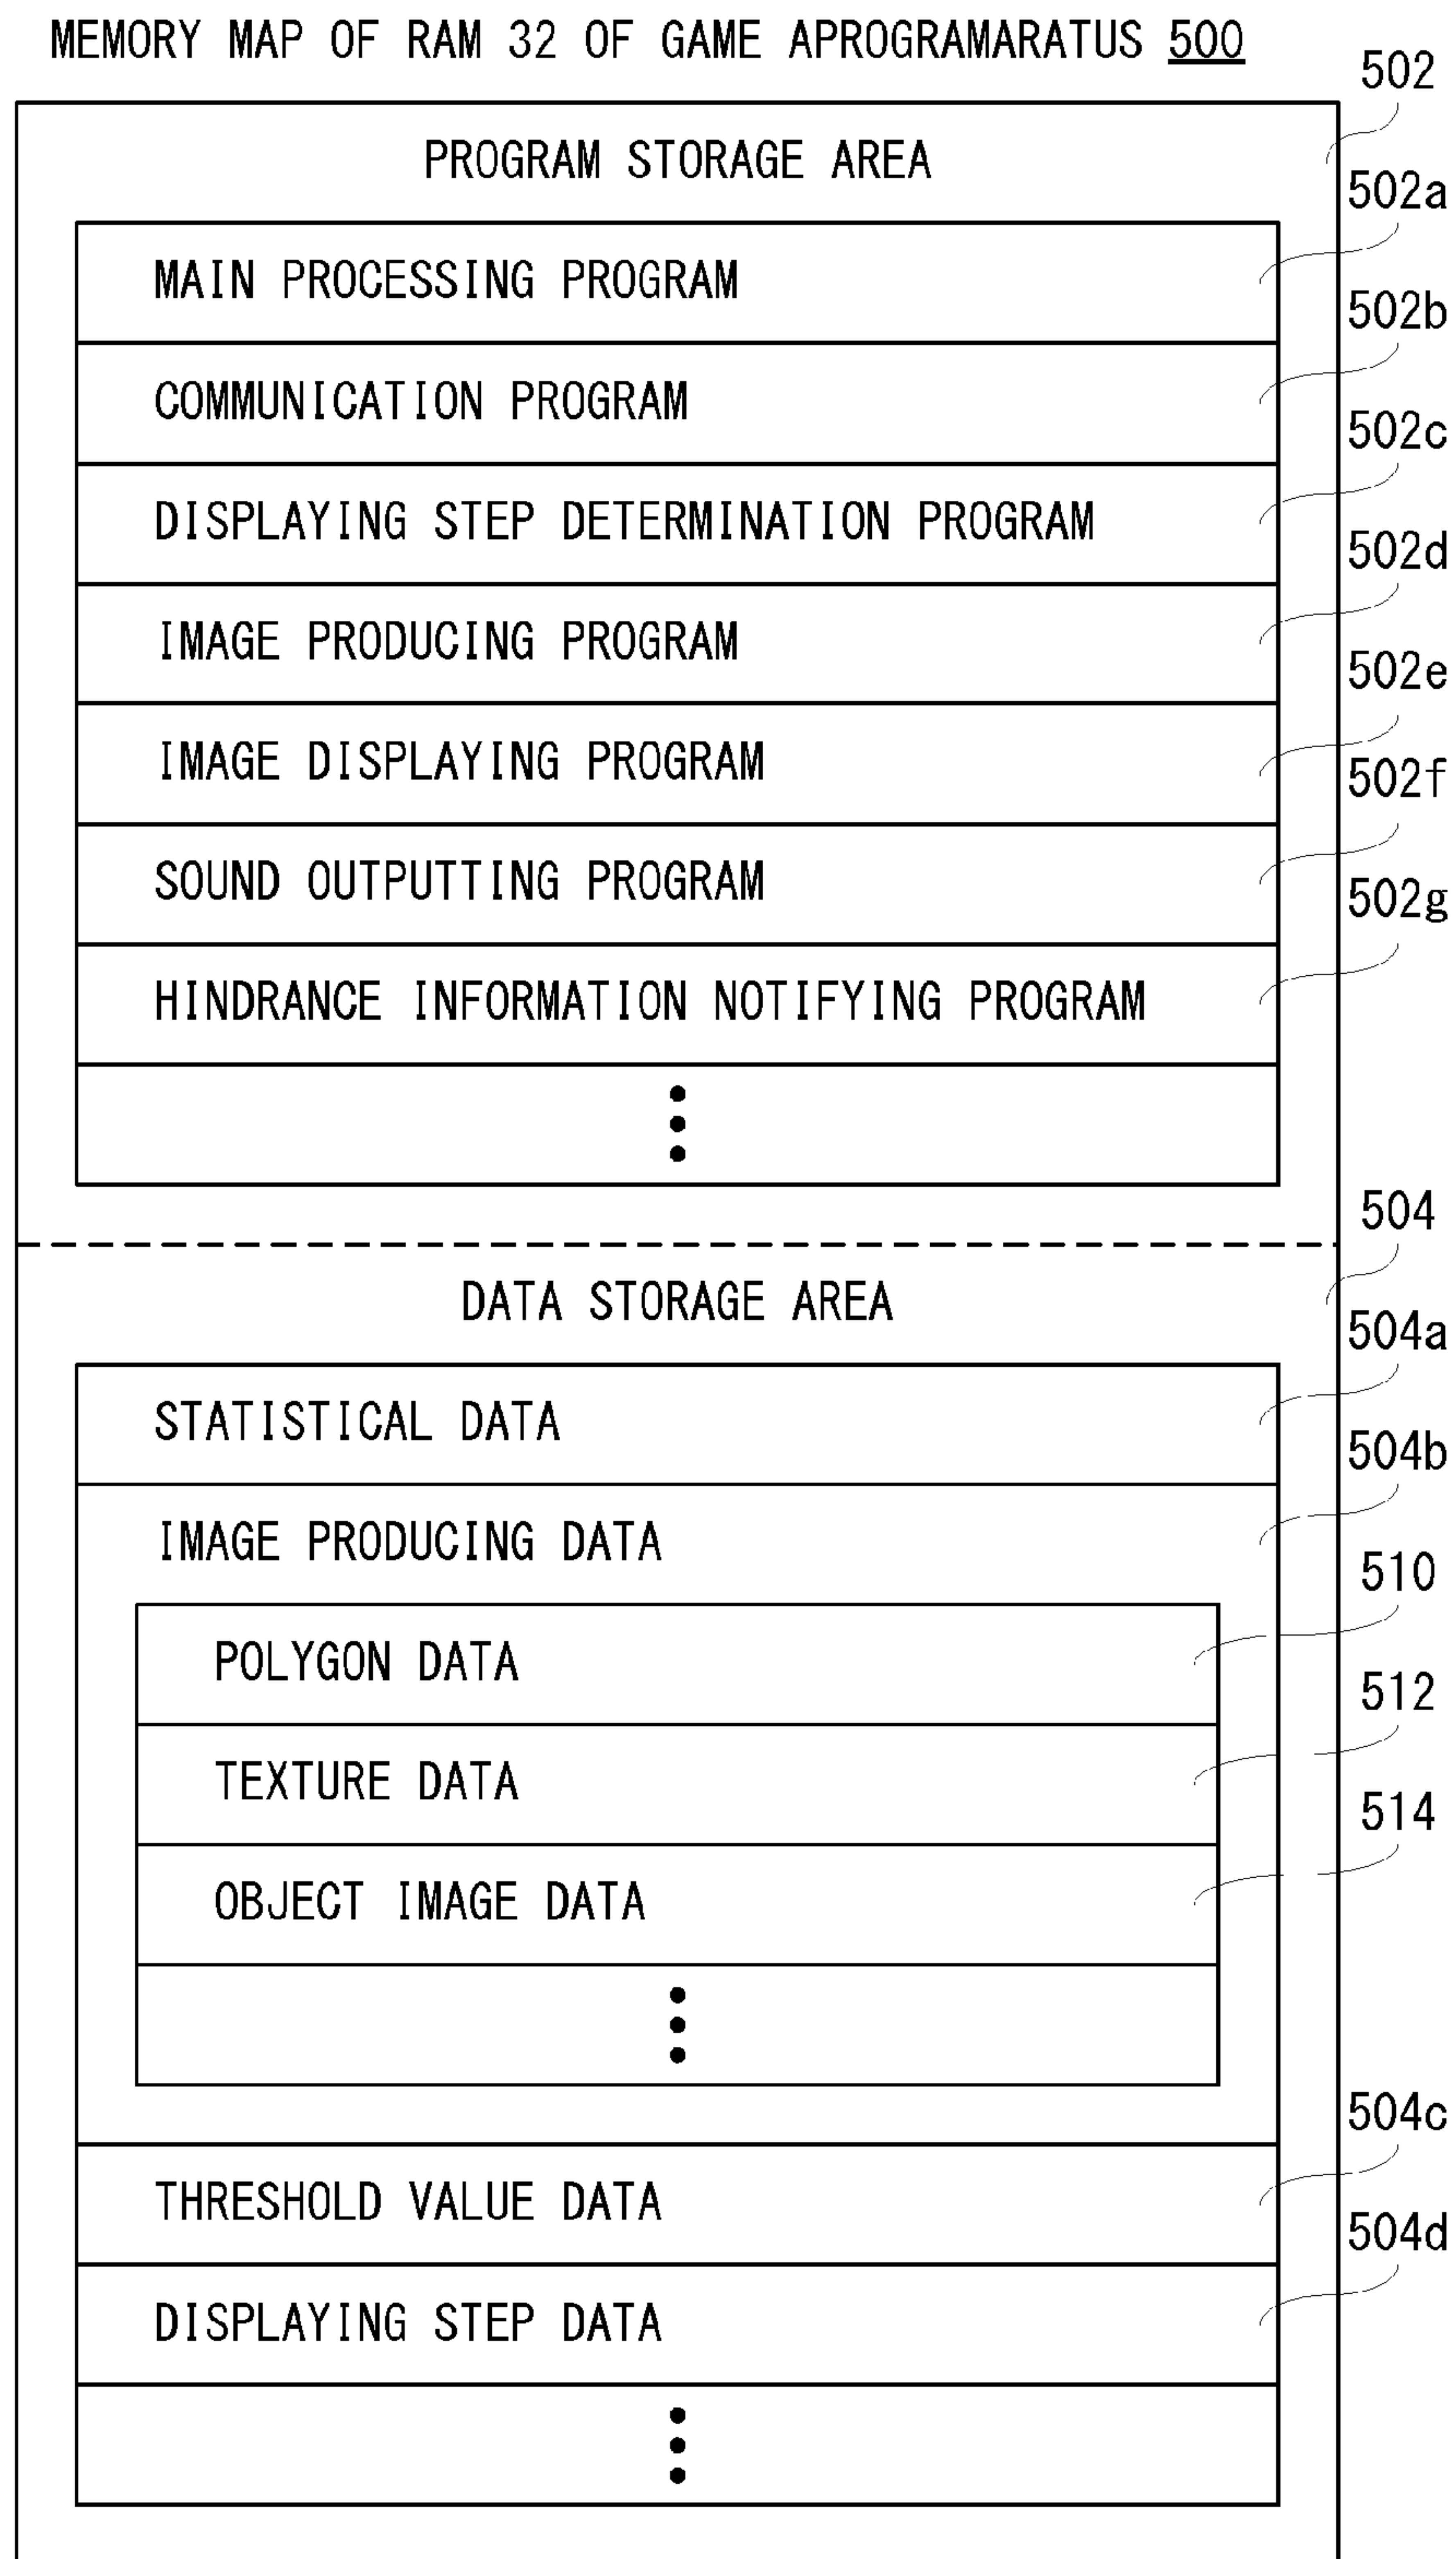 MEMORY MAP OF RAM 32 OF GAME APROGRAMARATUS 500
502
PROGRAM STORAGE AREA
502a
MAIN PROCESSING PROGRAM
502b
COMMUNICATION PROGRAM
502c
DISPLAYING STEP DETERMINATION PROGRAM
502d
IMAGE PRODUCING PROGRAM
502e
IMAGE DISPLAYING PROGRAM
502f
SOUND OUTPUTTING PROGRAM
502g
HINDRANCE INFORMATION NOTIFYING PROGRAM
504
DATA STORAGE AREA
504a
STATISTICAL DATA
504b
IMAGE PRODUCING DATA
510
POLYGON DATA
512
TEXTURE DATA
514
OBJECT IMAGE DATA
504c
THRESHOLD VALUE DATA
504d
DISPLAYING STEP DATA